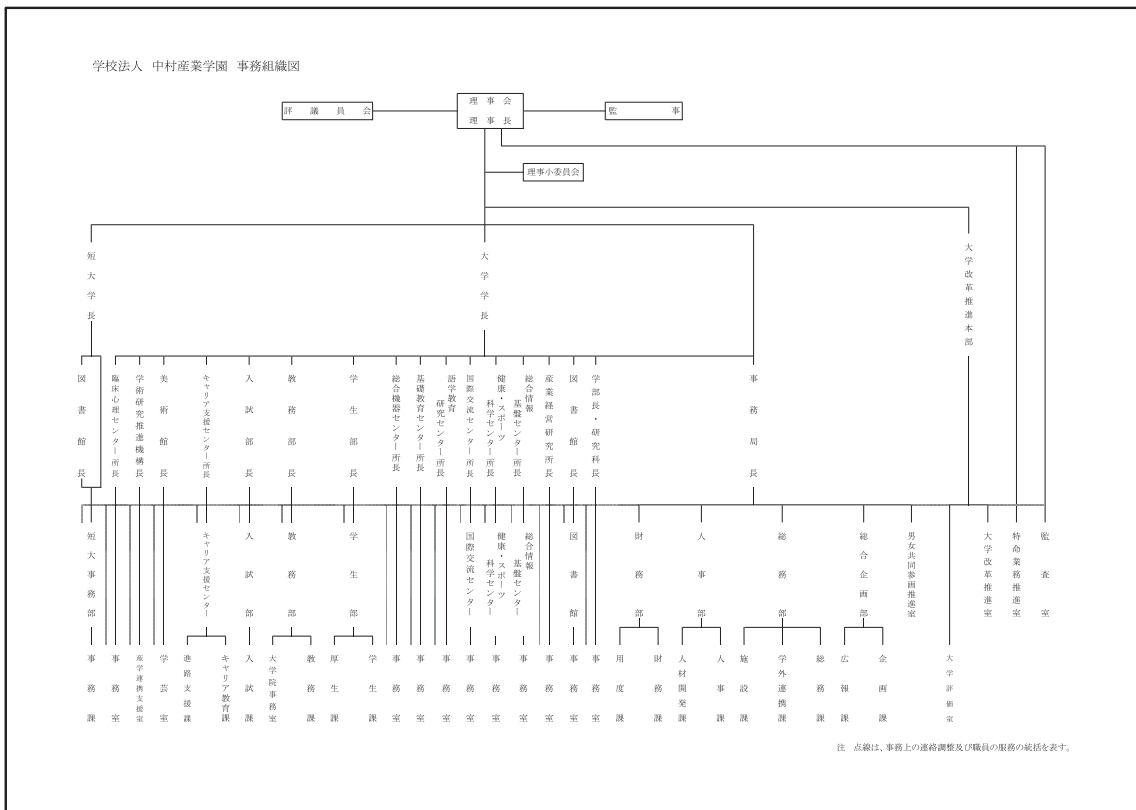 学校法人 中村産業学園 事務組織図
評議員会
理事会
理事長
監事
理事小委員会
短大学長
大学学長
大学改革推進本部
図書館長
臨床心理センター所長
学術研究推進機構長
美術館長
キャリア支援センター所長
入試部長
教務部長
学生部長
総合機器センター所長
基礎教育センター所長
語学教育
研究センター所長
国際交流センター所長
健康・スポーツ
科学センター所長
総合情報
基盤センター所長
産業経営研究所長
図書館長
学部長・研究科長
事務局長
短大事務部
キャリア支援センター
入試部
教務部
学生部
国際交流センター
健康・スポーツ
科学センター
総合情報
基盤センター
図書館
財務部
人事部
総務部
総合企画部
男女共同参画推進室
大学改革推進室
特命業務推進室
監査室
事務課
事務室
産学連携支援室
学芸室
進路支援課
キャリア教育課
入試課
大学院事務室
教務課
厚生課
学生課
事務室
事務室
事務室
事務室
事務室
事務室
事務室
事務室
事務室
用度課
財務課
人材開発課
人事課
施設課
学外連携課
総務課
広報課
企画課
大学評価室
注 点線は、事務上の連絡調整及び職員の服務の統括を表す。